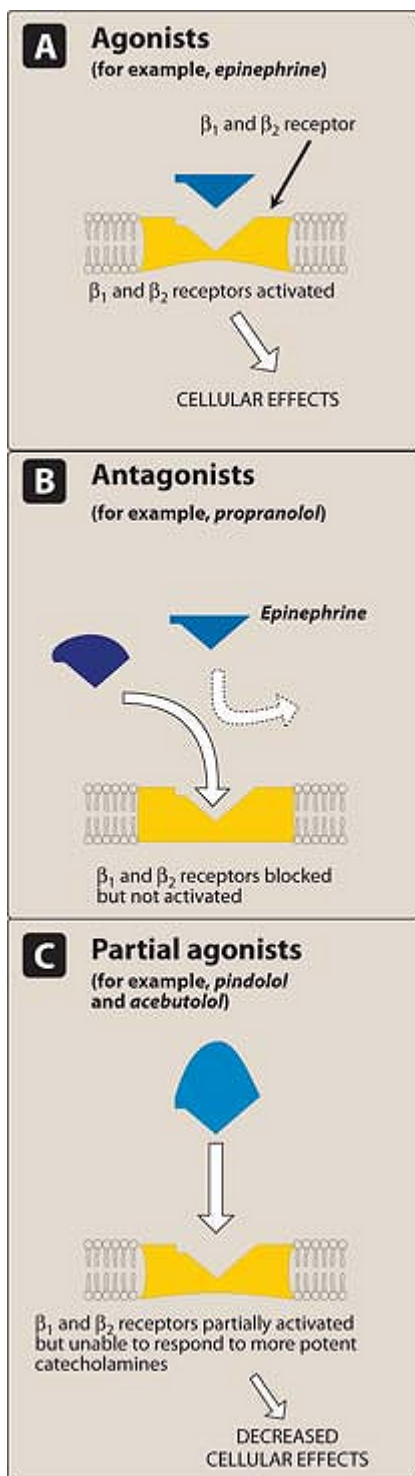 A Agonists
(for example, epinephrine)
β₁ and β₂ receptor
β₁ and β₂ receptors activated
CELLULAR EFFECTS
B Antagonists
(for example, propranolol)
Epinephrine
β₁ and β₂ receptors blocked
but not activated
C Partial agonists
(for example, pindolol
and acebutolol)
β₁ and β₂ receptors partially activated
but unable to respond to more potent
catecholamines
DECREASED
CELLULAR EFFECTS